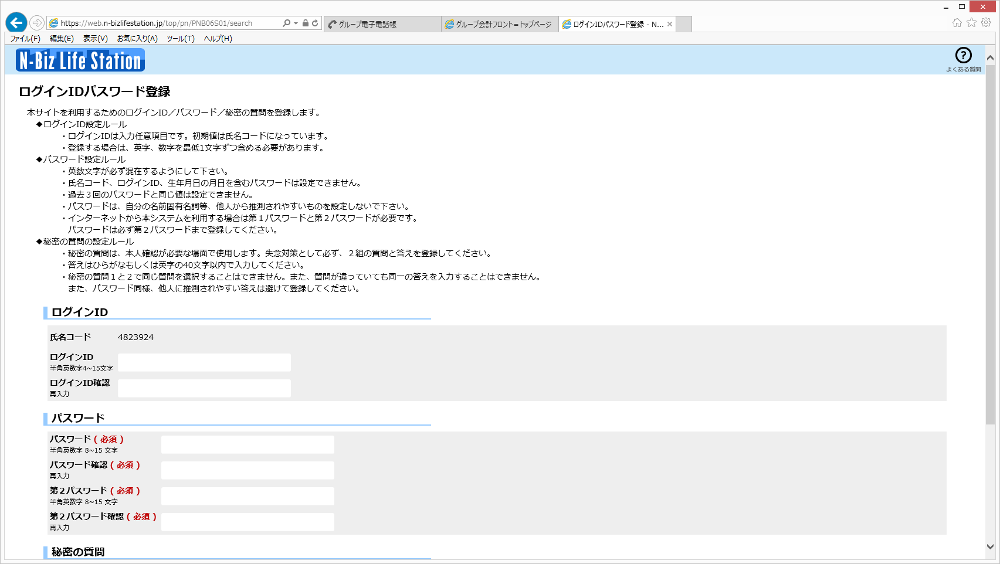 https://web.n-bizlifestation.jp/top/pn/PNB06S01/search
グループ電子電話帳
グループ会計フロント＝トップページ
ログインIDパスワード登録 - N...
ファイル(F) 編集(E) 表示(V) お気に入り(A) ツール(T) ヘルプ(H)
N-Biz Life Station
?
よくある質問
ログインIDパスワード登録
本サイトを利用するためのログインID／パスワード／秘密の質問を登録します。
◆ログインID設定ルール
・ログインIDは入力任意項目です。初期値は氏名コードになっています。
・登録する場合は、英字、数字を最低1文字ずつ含める必要があります。
◆パスワード設定ルール
・英数文字が必ず混在するようにして下さい。
・氏名コード、ログインID、生年月日の月日を含むパスワードは設定できません。
・過去３回のパスワードと同じ値は設定できません。
・パスワードは、自分の名前固有名詞等、他人から推測されやすいものを設定しないで下さい。
・インターネットから本システムを利用する場合は第１パスワードと第２パスワードが必要です。
パスワードは必ず第２パスワードまで登録してください。
◆秘密の質問の設定ルール
・秘密の質問は、本人確認が必要な場面で使用します。失念対策として必ず、２組の質問と答えを登録してください。
・答えはひらがなもしくは英字の40文字以内で入力してください。
・秘密の質問１と２で同じ質問を選択することはできません。また、質問が違っていても同一の答えを入力することはできません。
また、パスワード同様、他人に推測されやすい答えは避けて登録してください。
ログインID
氏名コード 4823924
ログインID
半角英数字4~15文字
ログインID確認
再入力
パスワード
パスワード ( 必須 )
半角英数字 8~15 文字
パスワード確認 ( 必須 )
再入力
第２パスワード ( 必須 )
半角英数字 8~15 文字
第２パスワード確認 ( 必須 )
再入力
秘密の質問